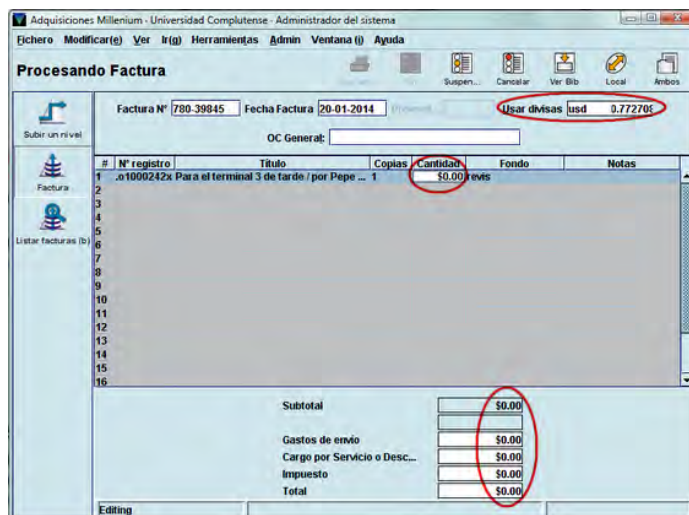 Adquisiciones Millenium - Universidad Complutense - Administrador del sistema
Fichero Modificar(e) Ver Ir(g) Herramientas Admin Ventana (i) Ayuda
Procesando Factura
Suspen... Cancelar Ver Bib Local Ambos
Subir un nivel
Factura
Listar facturas (b)
Factura Nº 780-39845 Fecha Factura 20-01-2014 Usar divisas usd 0.772708
OC General:
# Nº registro Título Copias Cantidad Fondo Notas
1 .o1000242x Para el terminal 3 de tarde / por Pepe ... 1 $0.00 revis
2
3
4
5
6
7
8
9
10
11
12
13
14
15
16
Subtotal $0.00
Gastos de envio $0.00
Cargo por Servicio o Desc... $0.00
Impuesto $0.00
Total $0.00
Editing